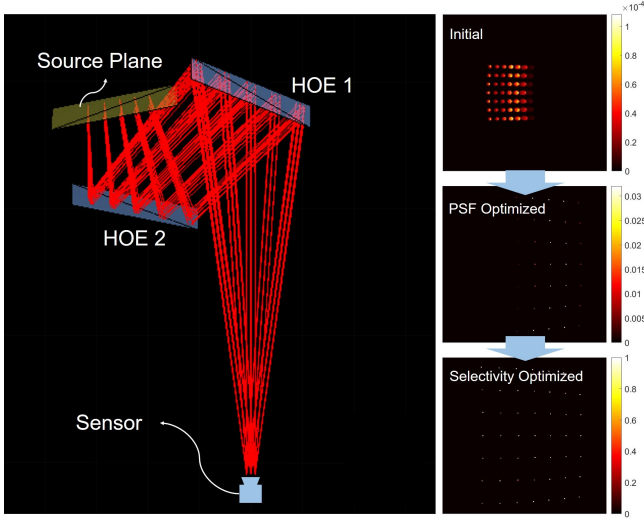 Source Plane
HOE 1
HOE 2
Sensor
Initial
×10⁻⁴
1
0.8
0.6
0.4
0.2
0
PSF Optimized
0.03
0.025
0.02
0.015
0.01
0.005
0
Selectivity Optimized
1
0.8
0.6
0.4
0.2
0